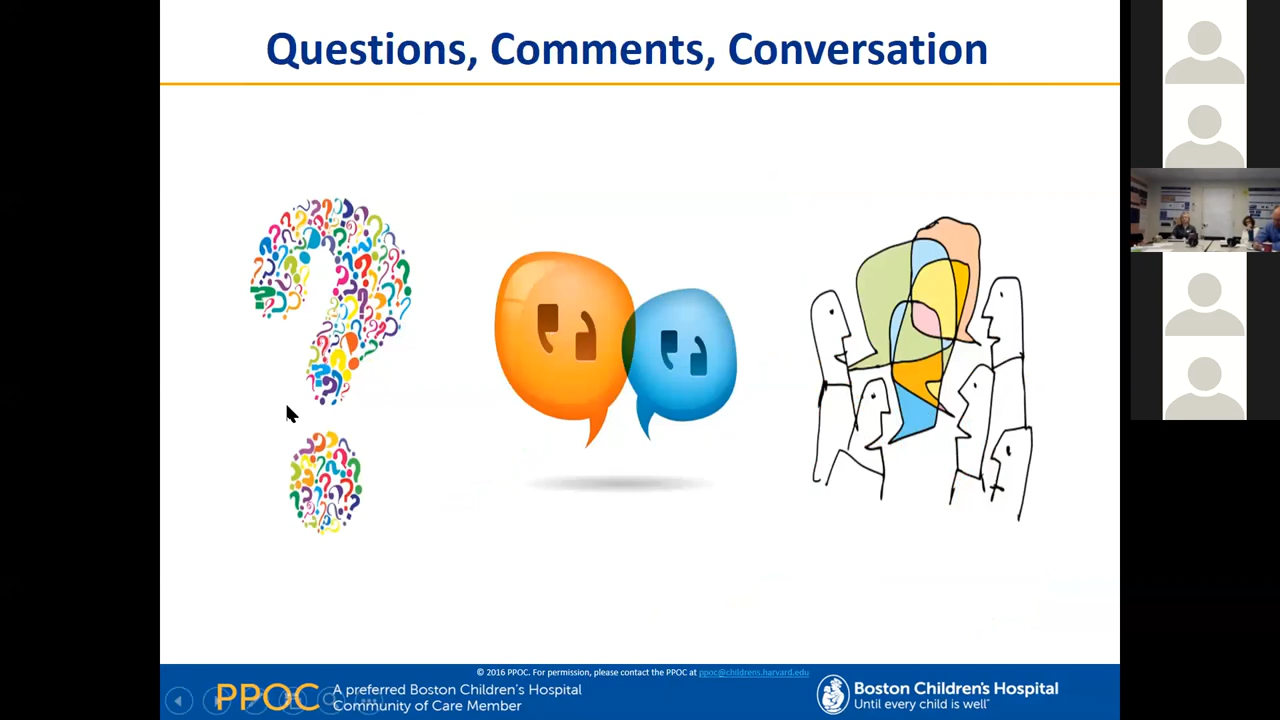 Questions, Comments, Conversation
© 2016 PPOC. For permission, please contact the PPOC at ppoc@childrens.harvard.edu
PPOC
A preferred Boston Children's Hospital
Community of Care Member
Boston Children's Hospital
Until every child is well™